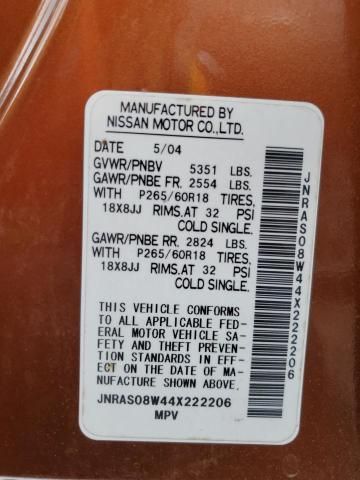 MANUFACTURED BY
NISSAN MOTOR CO., LTD.
DATE 5/04
GVWR/PNBV 5351 LBS.
GAWR/PNBE FR. 2554 LBS.
WITH P265/60R18 TIRES,
18X8JJ RIMS,AT 32 PSI
COLD SINGLE.
GAWR/PNBE RR. 2824 LBS.
WITH P265/60R18 TIRES,
18X8JJ RIMS,AT 32 PSI
COLD SINGLE.
THIS VEHICLE CONFORMS
TO ALL APPLICABLE FED-
ERAL MOTOR VEHICLE SA-
FETY AND THEFT PREVEN-
TION STANDARDS IN EFF-
ECT ON THE DATE OF MA-
NUFACTURE SHOWN ABOVE.
JNRAS08W44X222206
MPV
JNRAS08W44X222206